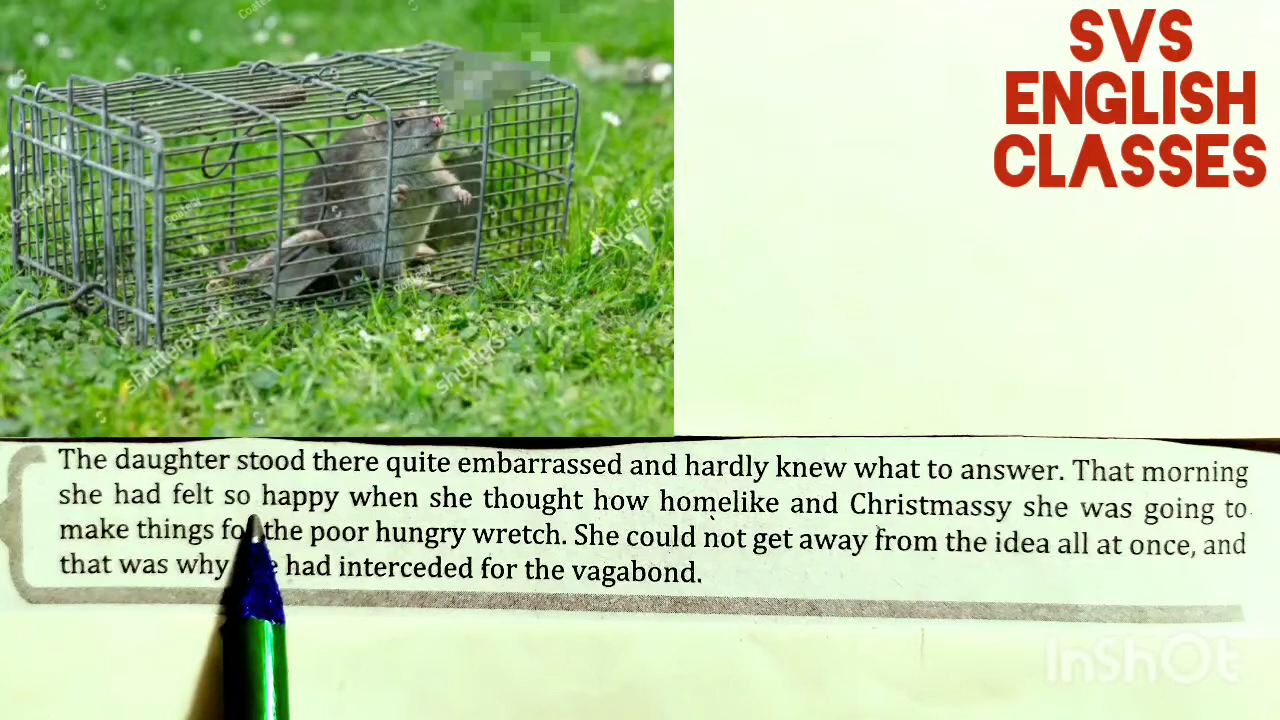 SVS
ENGLISH
CLASSES
The daughter stood there quite embarrassed and hardly knew what to answer. That morning
she had felt so happy when she thought how homelike and Christmassy she was going to
make things for the poor hungry wretch. She could not get away from the idea all at once, and
that was why had interceded for the vagabond.
shutterstock
shutterstock
InShOt